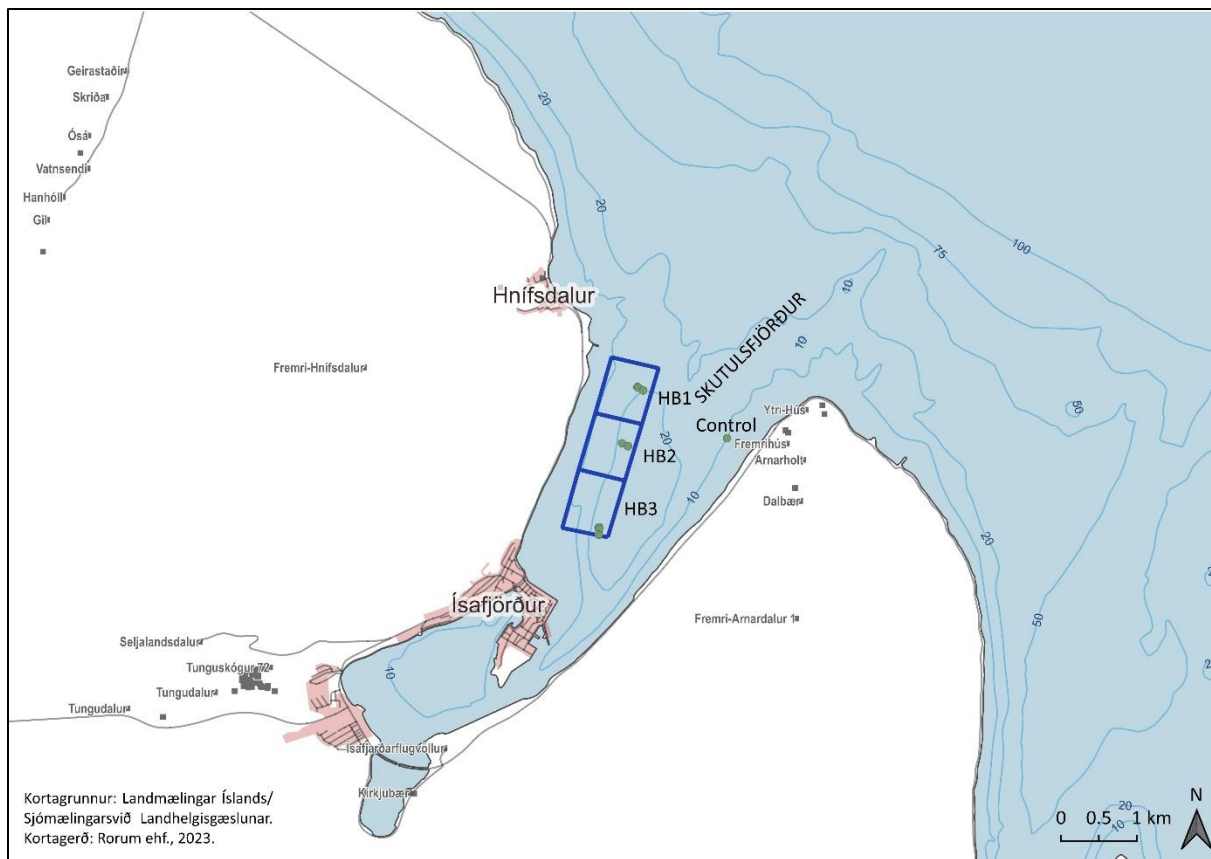 Geirastaðir
Skriða
Ósá
Vatnsendi
Hanhóll
Gil
20
20
75
100
10
10
Hnífsdalur
SKUTULSFJÖRÐUR
Fremri-Hnífsdalur
HB1
20
Control
Ytri-Hús
Fremrihús
Arnarholt
50
HB2
Dalbær
10
HB3
20
Ísafjörður
Fremri-Arnardalur 1
50
Seljalandsdalur
Tunguskógur 72
10
Tungudalur
Tungudalur
Ísafjarðarflugvöllur
Kirkjubær
Kortagrunnur: Landmælingar Íslands/
Sjómælingarsvið Landhelgisgæslunar.
Kortagerð: Rorum ehf., 2023.
20
10
0 0.5 1 km
N